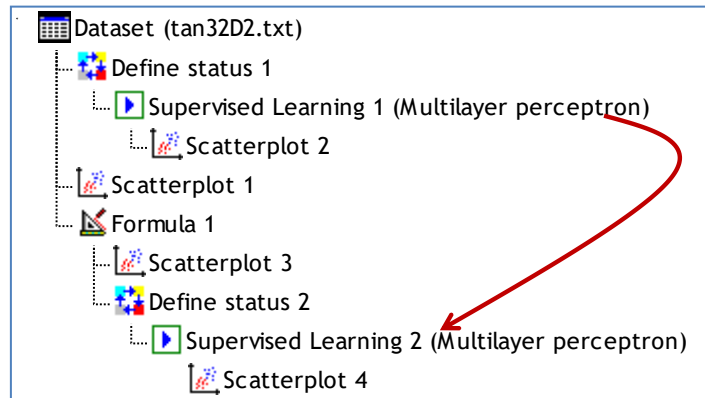 Dataset (tan32D2.txt)
Define status 1
Supervised Learning 1 (Multilayer perceptron)
Scatterplot 2
Scatterplot 1
Formula 1
Scatterplot 3
Define status 2
Supervised Learning 2 (Multilayer perceptron)
Scatterplot 4